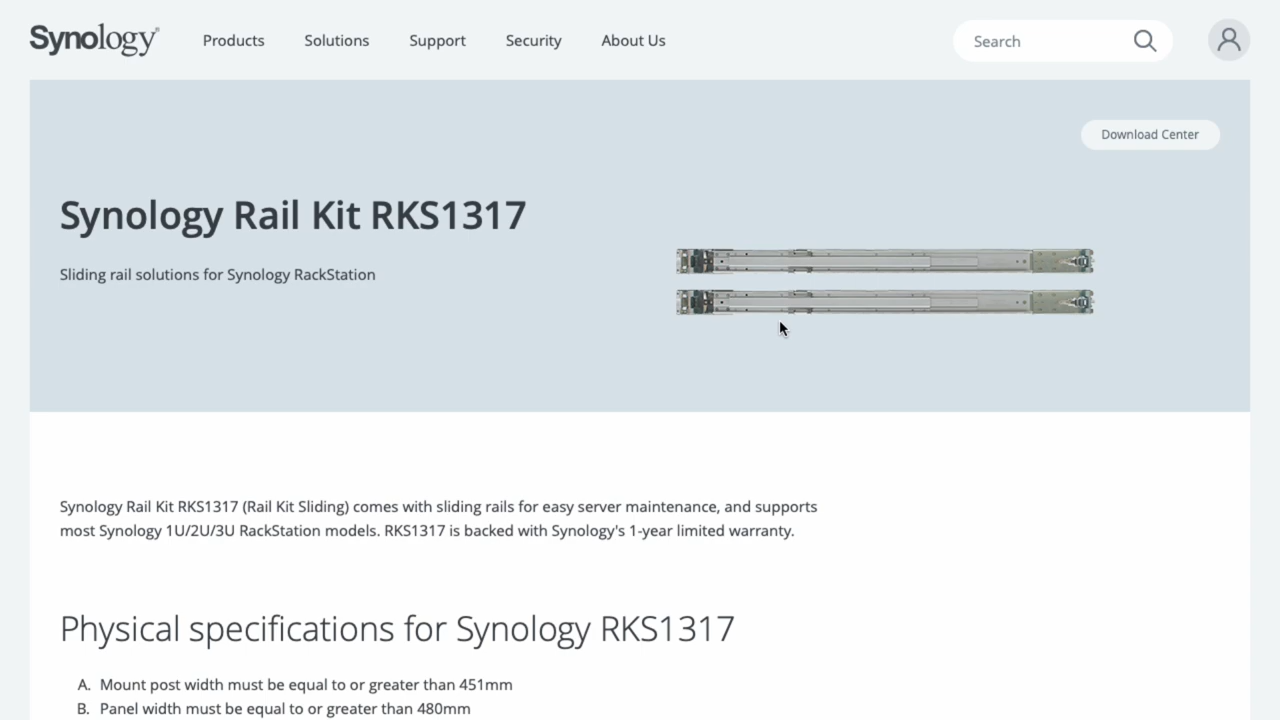 Synology
Products Solutions Support Security About Us
Search
Download Center
Synology Rail Kit RKS1317
Sliding rail solutions for Synology RackStation
Synology Rail Kit RKS1317 (Rail Kit Sliding) comes with sliding rails for easy server maintenance, and supports
most Synology 1U/2U/3U RackStation models. RKS1317 is backed with Synology's 1-year limited warranty.
Physical specifications for Synology RKS1317
A. Mount post width must be equal to or greater than 451mm
B. Panel width must be equal to or greater than 480mm